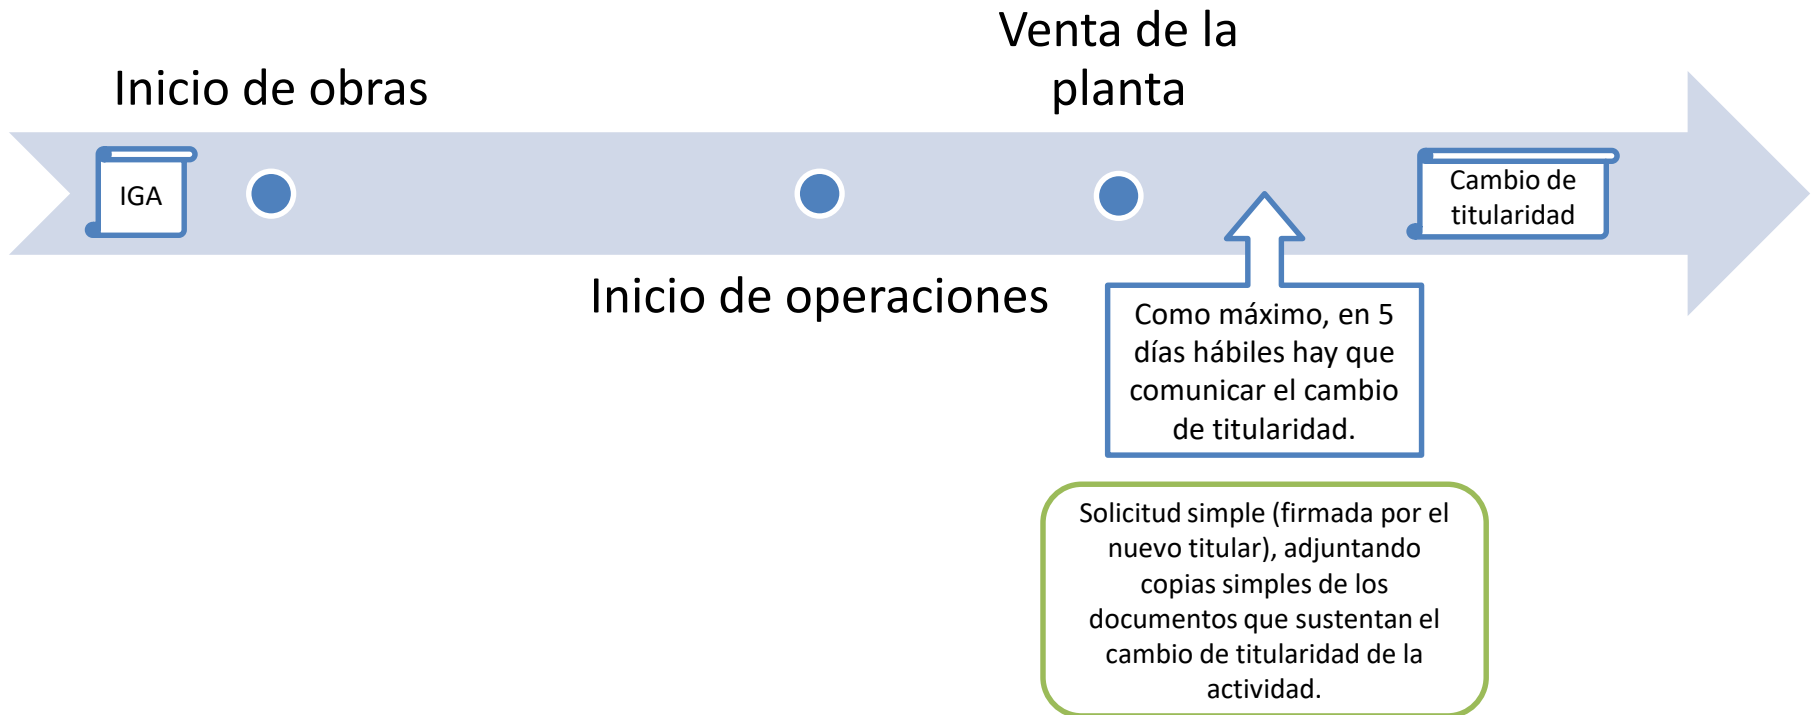 Venta de la
planta
Inicio de obras
IGA
Cambio de
titularidad
Inicio de operaciones
Como máximo, en 5
días hábiles hay que
comunicar el cambio
de titularidad.
Solicitud simple (firmada por el
nuevo titular), adjuntando
copias simples de los
documentos que sustentan el
cambio de titularidad de la
actividad.